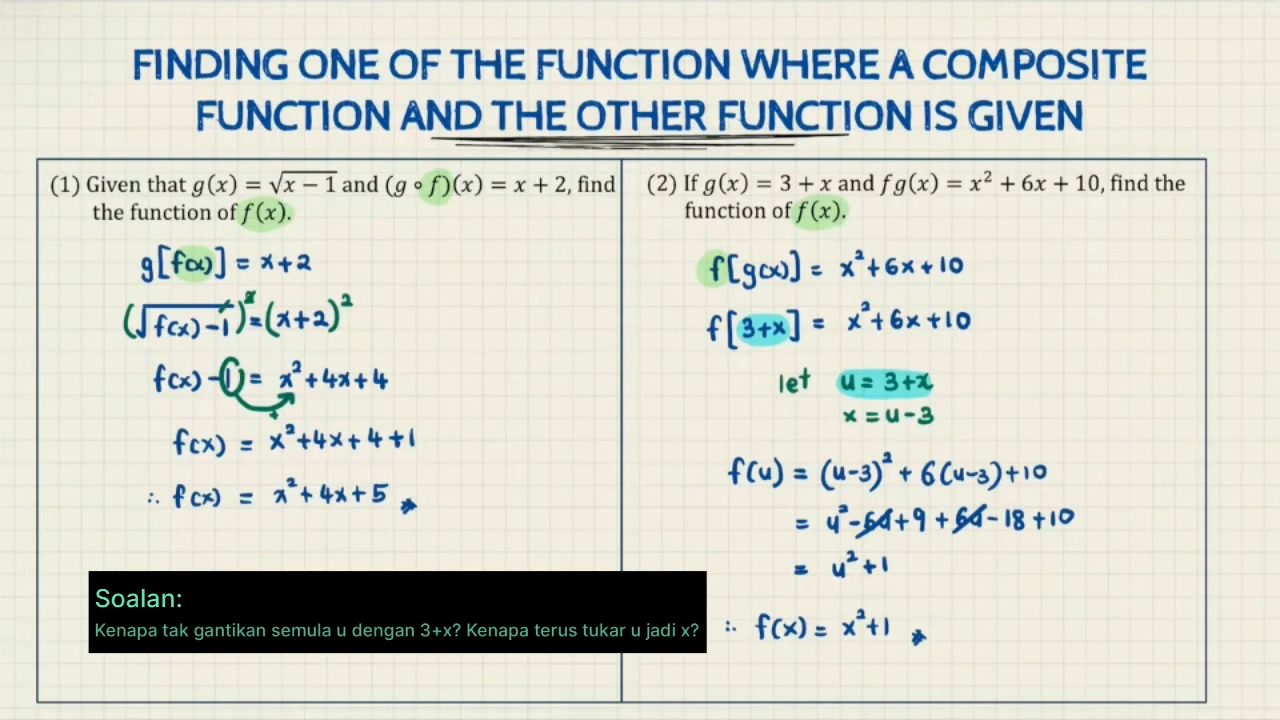 FINDING ONE OF THE FUNCTION WHERE A COMPOSITE
FUNCTION AND THE OTHER FUNCTION IS GIVEN
(1) Given that g(x) = √(x − 1) and (g ∘ f)(x) = x + 2, find
the function of f(x).
g[f(x)] = x+2
(√(f(x)-1))² = (x+2)²
f(x) -1 = x²+4x+4
+
f(x) = x²+4x+4+1
∴ f(x) = x²+4x+5
(2) If g(x) = 3 + x and fg(x) = x² + 6x + 10, find the
function of f(x).
f[g(x)] = x²+6x+10
f[3+x] = x²+6x+10
let u = 3+x
x = u-3
f(u) = (u-3)² + 6(u-3)+10
= u²-6u+9+6u-18+10
= u²+1
∴ f(x) = x²+1
Soalan:
Kenapa tak gantikan semula u dengan 3+x? Kenapa terus tukar u jadi x?